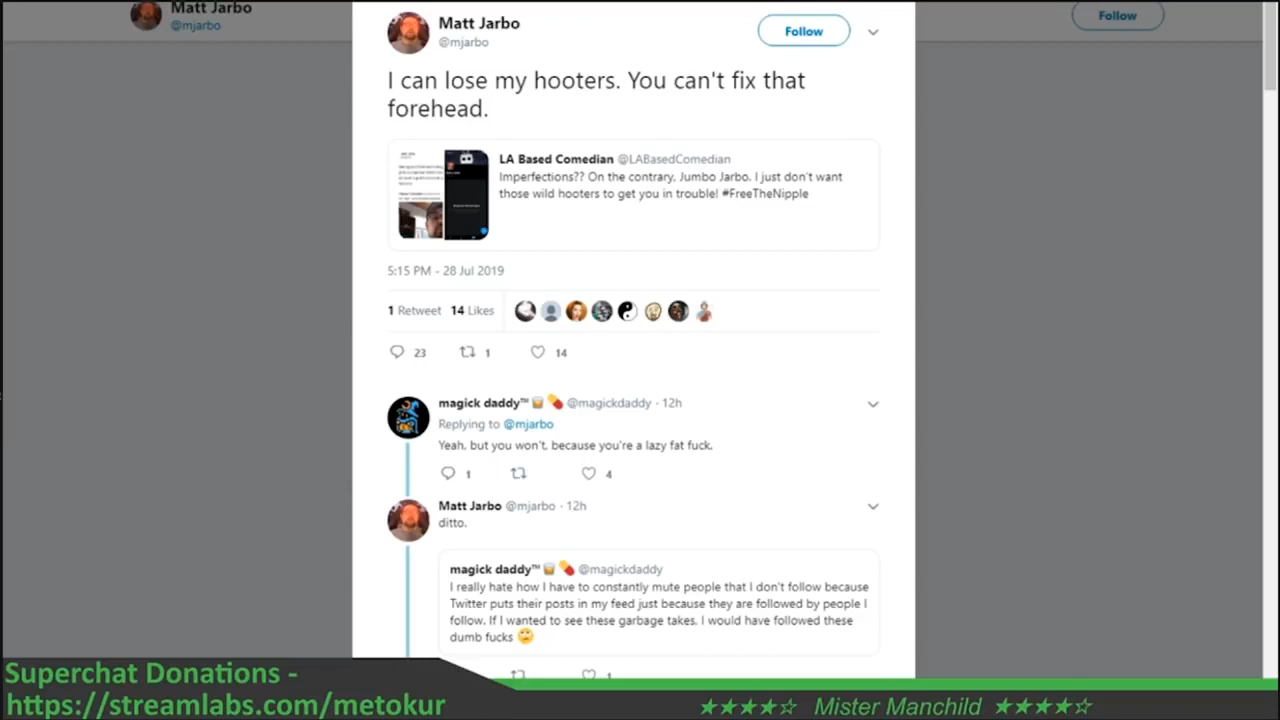 Matt Jarbo
@mjarbo
Follow
Matt Jarbo
@mjarbo
Follow
I can lose my hooters. You can't fix that
forehead.
LA Based Comedian @LABasedComedian
Imperfections?? On the contrary, Jumbo Jarbo. I just don't want
those wild hooters to get you in trouble! #FreeTheNipple
5:15 PM - 28 Jul 2019
1 Retweet 14 Likes
23 1 14
magick daddy™ @magickdaddy · 12h
Replying to @mjarbo
Yeah, but you won't, because you're a lazy fat fuck.
1 4
Matt Jarbo @mjarbo · 12h
ditto.
magick daddy™ @magickdaddy
I really hate how I have to constantly mute people that I don't follow because
Twitter puts their posts in my feed just because they are followed by people I
follow. If I wanted to see these garbage takes, I would have followed these
dumb fucks
1
Superchat Donations -
https://streamlabs.com/metokur
★★★★☆ Mister Manchild ★★★★☆